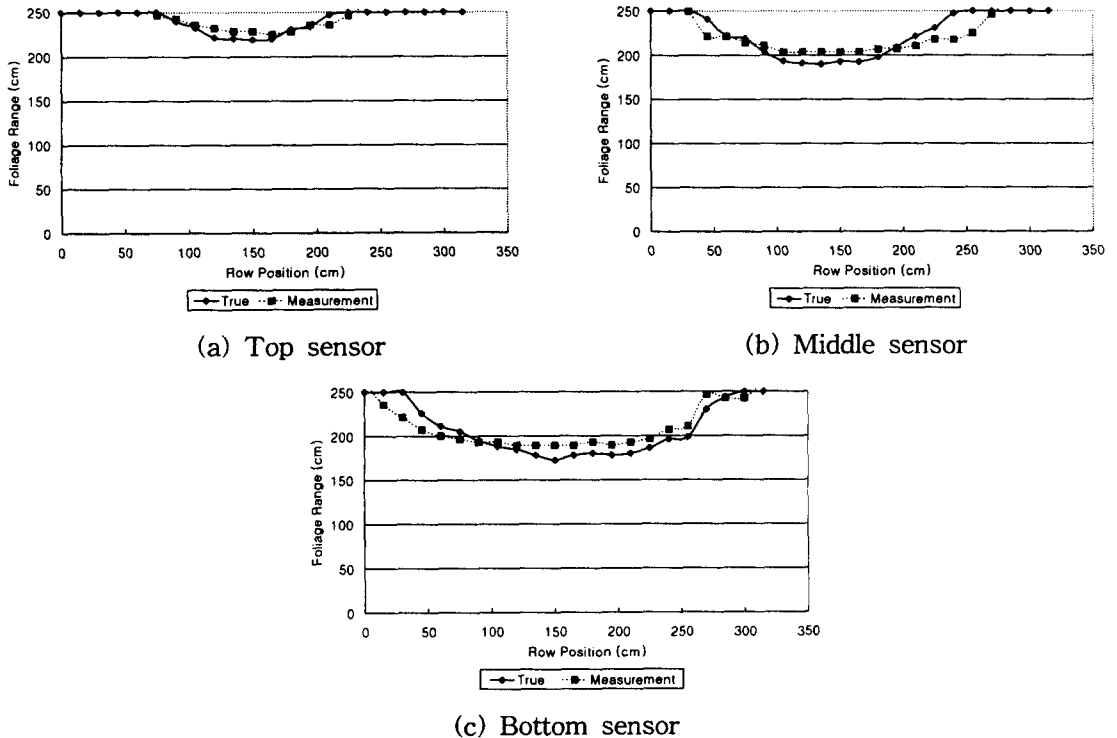 250
200
150
100
50
0
Foliage Range (cm)
0 50 100 150 200 250 300 350
Row Position (cm)
True Measurement
(a) Top sensor
250
200
150
100
50
0
Foliage Range (cm)
0 50 100 150 200 250 300 350
Row Position (cm)
True Measurement
(b) Middle sensor
250
200
150
100
50
0
Foliage Range (cm)
0 50 100 150 200 250 300 350
Row Position (cm)
True Measurement
(c) Bottom sensor